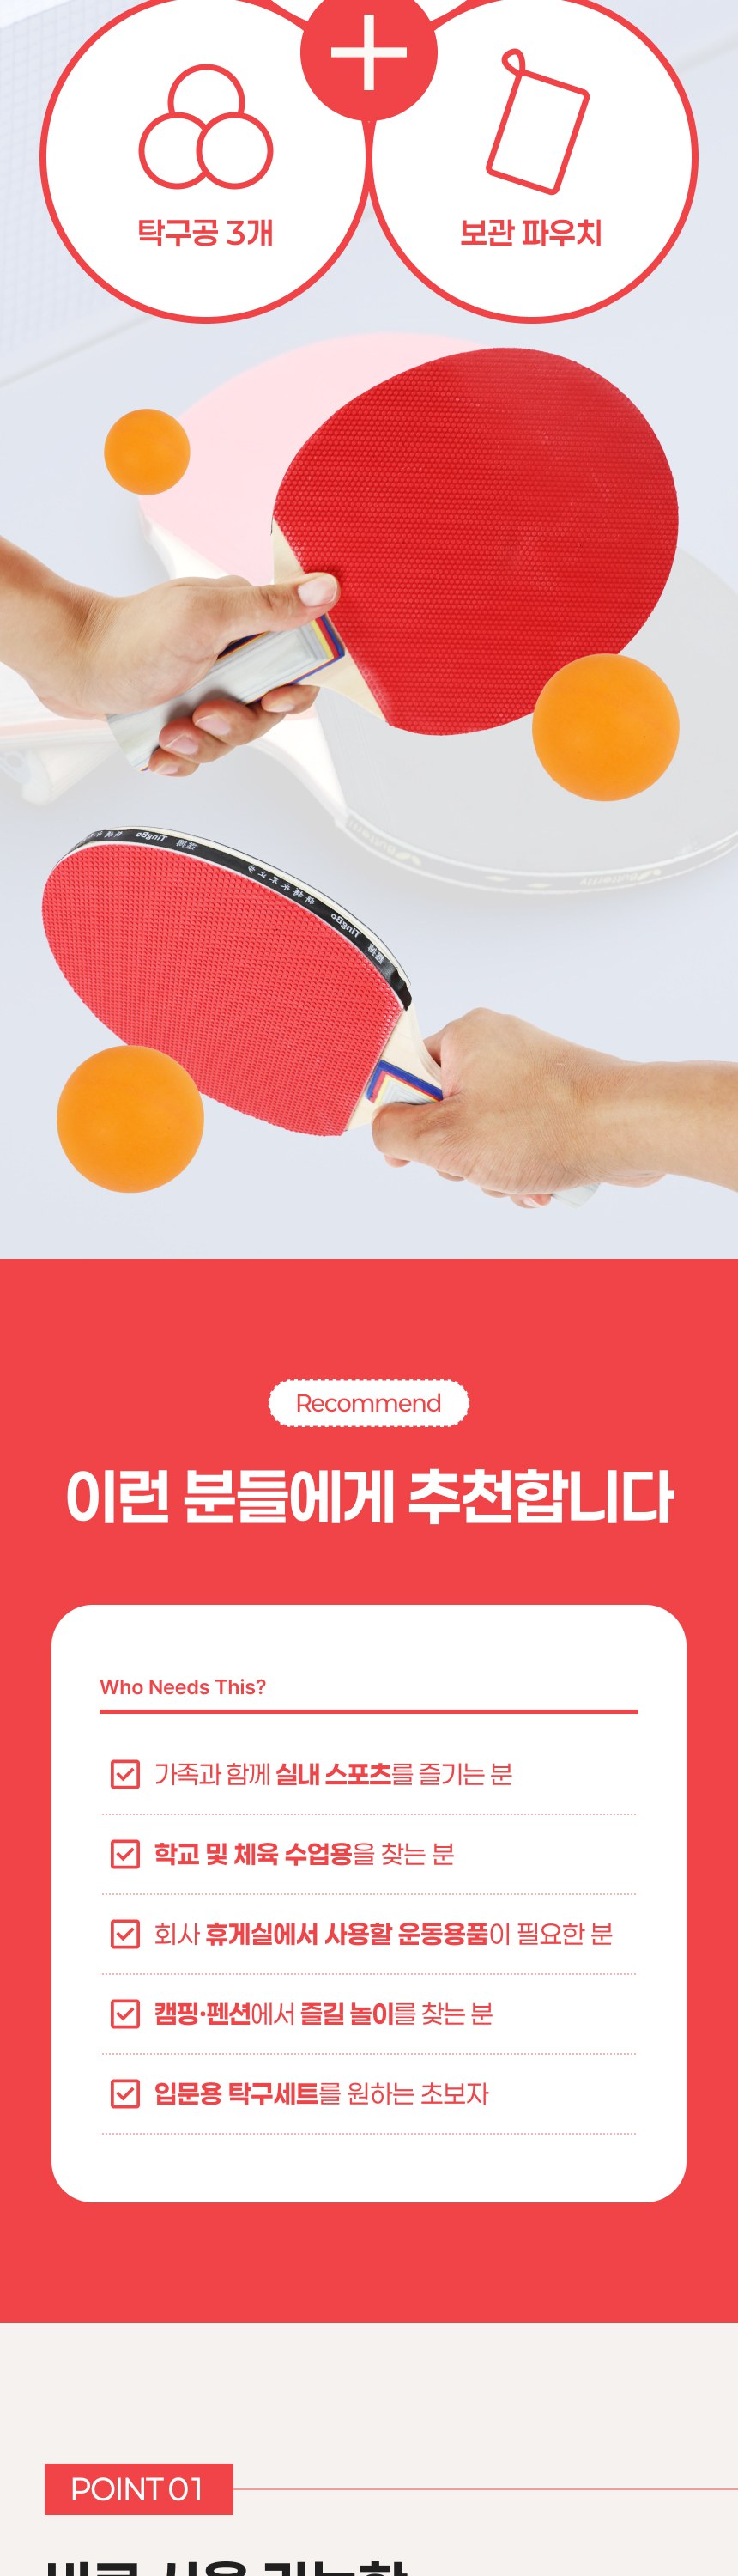 탁구공 3개
보관 파우치
Recommend
이런 분들에게 추천합니다
Who Needs This?
가족과 함께 실내 스포츠를 즐기는 분
학교 및 체육 수업용을 찾는 분
회사 휴게실에서 사용할 운동용품이 필요한 분
캠핑·펜션에서 즐길 놀이를 찾는 분
입문용 탁구세트를 원하는 초보자
POINT 01